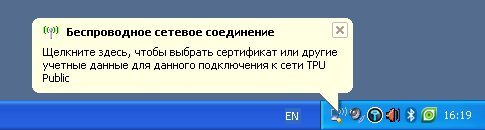 Беспроводное сетевое соединение
Щелкните здесь, чтобы выбрать сертификат или другие
учетные данные для данного подключения к сети TPU
Public
EN
16:19